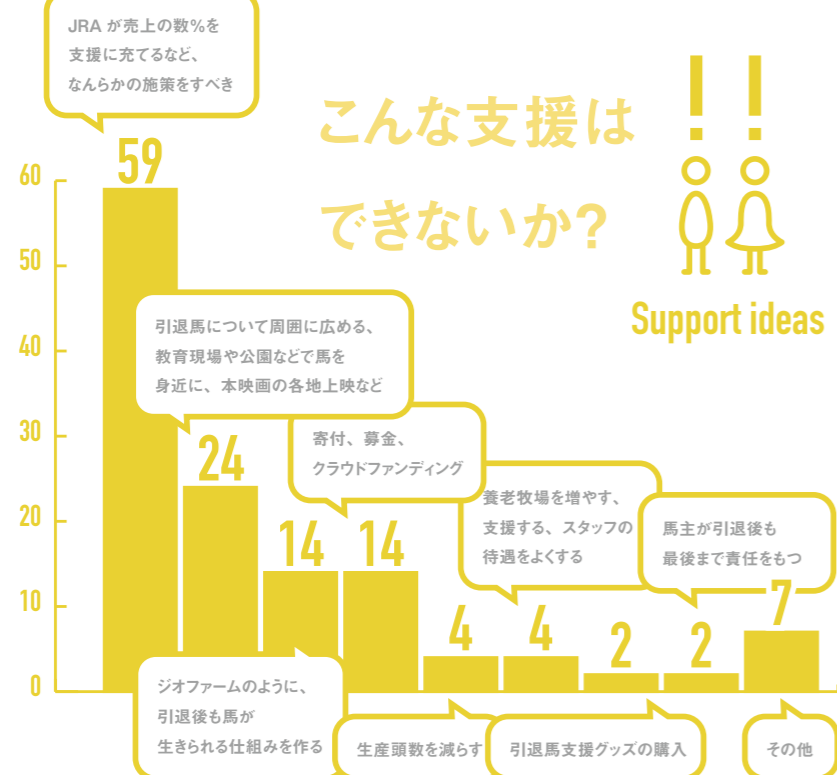 JRA が売上の数%を
支援に充てるなど、
なんらかの施策をすべき
こんな支援は
できないか?
!!
Support ideas
60
50
40
30
20
10
0
59
引退馬について周囲に広める、
教育現場や公園などで馬を
身近に、本映画の各地上映など
24
寄付、募金、
クラウドファンディング
14
14
養老牧場を増やす、
支援する、スタッフの
待遇をよくする
馬主が引退後も
最後まで責任をもつ
4
4
2
2
7
ジオファームのように、
引退後も馬が
生きられる仕組みを作る
生産頭数を減らす
引退馬支援グッズの購入
その他